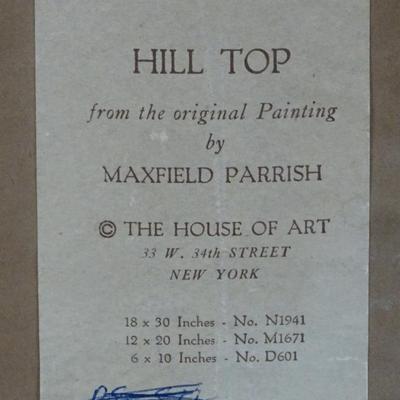 HILL TOP
from the original Painting
by
MAXFIELD PARRISH
© THE HOUSE OF ART
33 W. 34th STREET
NEW YORK
18 x 30 Inches - No. N1941
12 x 20 Inches - No. M1671
6 x 10 Inches - No. D601